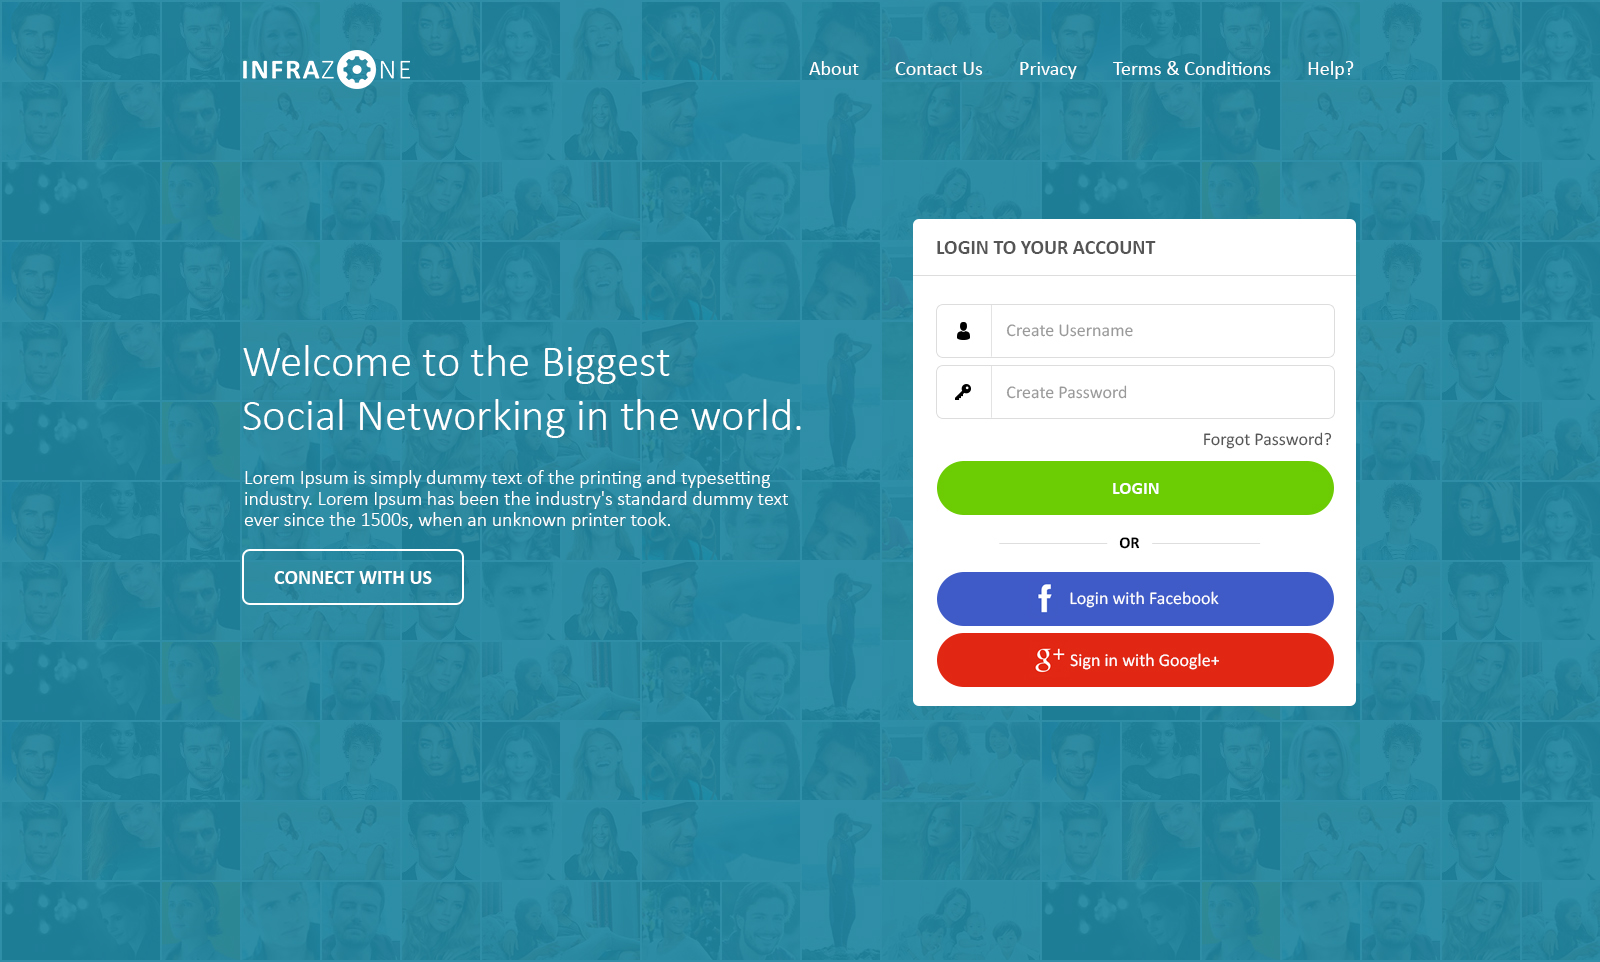 INFRAZONE
About Contact Us Privacy Terms & Conditions Help?
Welcome to the Biggest
Social Networking in the world.
Lorem Ipsum is simply dummy text of the printing and typesetting
industry. Lorem Ipsum has been the industry's standard dummy text
ever since the 1500s, when an unknown printer took.
CONNECT WITH US
LOGIN TO YOUR ACCOUNT
Create Username
Create Password
Forgot Password?
LOGIN
OR
f Login with Facebook
g+ Sign in with Google+